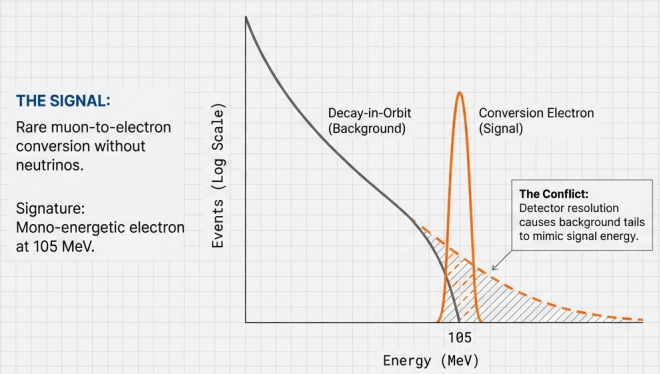 THE SIGNAL:
Rare muon-to-electron
conversion without
neutrinos.
Signature:
Mono-energetic electron
at 105 MeV.
Events (Log Scale)
Decay-in-Orbit
(Background)
Conversion Electron
(Signal)
The Conflict:
Detector resolution
causes background tails
to mimic signal energy.
105
Energy (MeV)